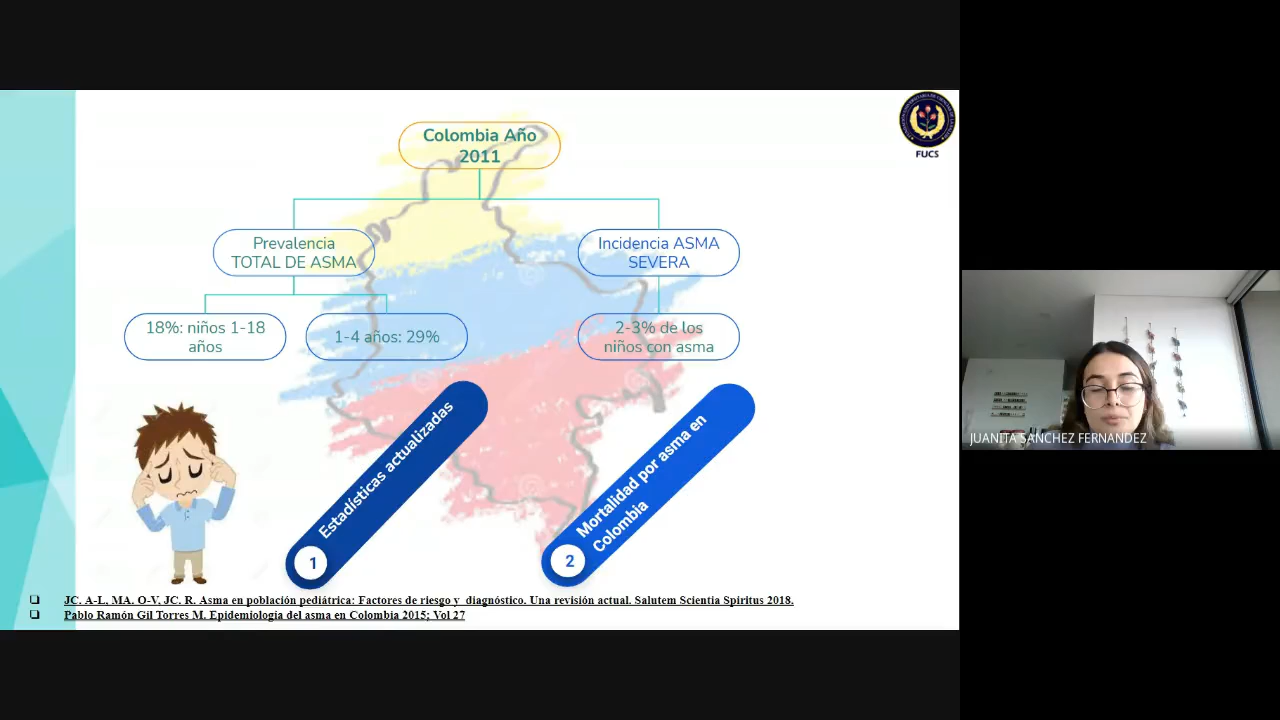 Colombia Año
2011
FUCS
Prevalencia
TOTAL DE ASMA
Incidencia ASMA
SEVERA
18%: niños 1-18
años
1-4 años: 29%
2-3% de los
niños con asma
1 Estadísticas actualizadas
2 Mortalidad por asma en
Colombia
JC. A-L, MA. O-V, JC. R. Asma en población pediátrica: Factores de riesgo y diagnóstico. Una revisión actual. Salutem Scientia Spiritus 2018.
Pablo Ramón Gil Torres M. Epidemiología del asma en Colombia 2015; Vol 27
JUANITA SANCHEZ FERNANDEZ